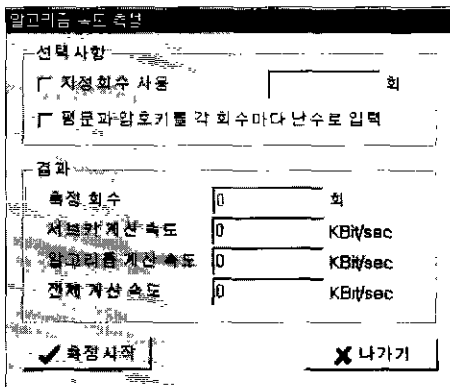 알고리즘 속도 측정
선택사항
지정회수 사용 회
평문과 암호키를 각 회수마다 난수로 입력
결과
측정 회수 0 회
서브키 계산 속도 0 KBit/sec
알고리즘 계산 속도 0 KBit/sec
전체 계산 속도 0 KBit/sec
측정시작 나가기